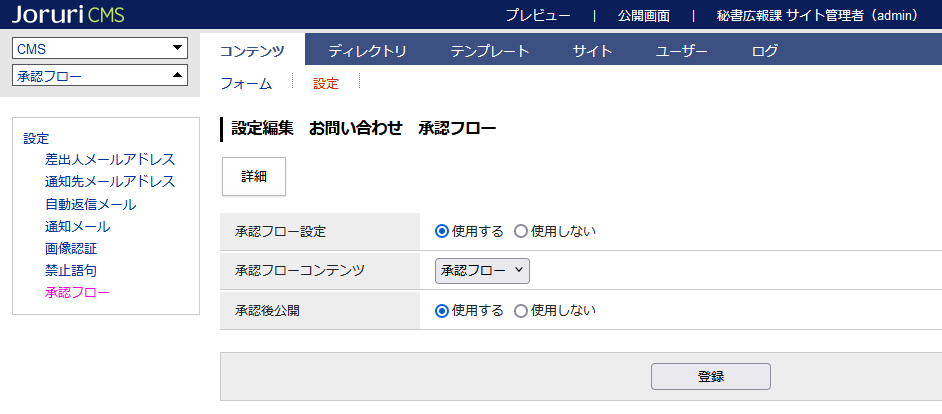 Joruri CMS
プレビュー | 公開画面 | 秘書広報課 サイト管理者（admin）
CMS
承認フロー
コンテンツ ディレクトリ テンプレート サイト ユーザー ログ
フォーム 設定
設定
差出人メールアドレス
通知先メールアドレス
自動返信メール
通知メール
画像認証
禁止語句
承認フロー
設定編集　お問い合わせ　承認フロー
詳細
承認フロー設定 使用する 使用しない
承認フローコンテンツ 承認フロー
承認後公開 使用する 使用しない
登録